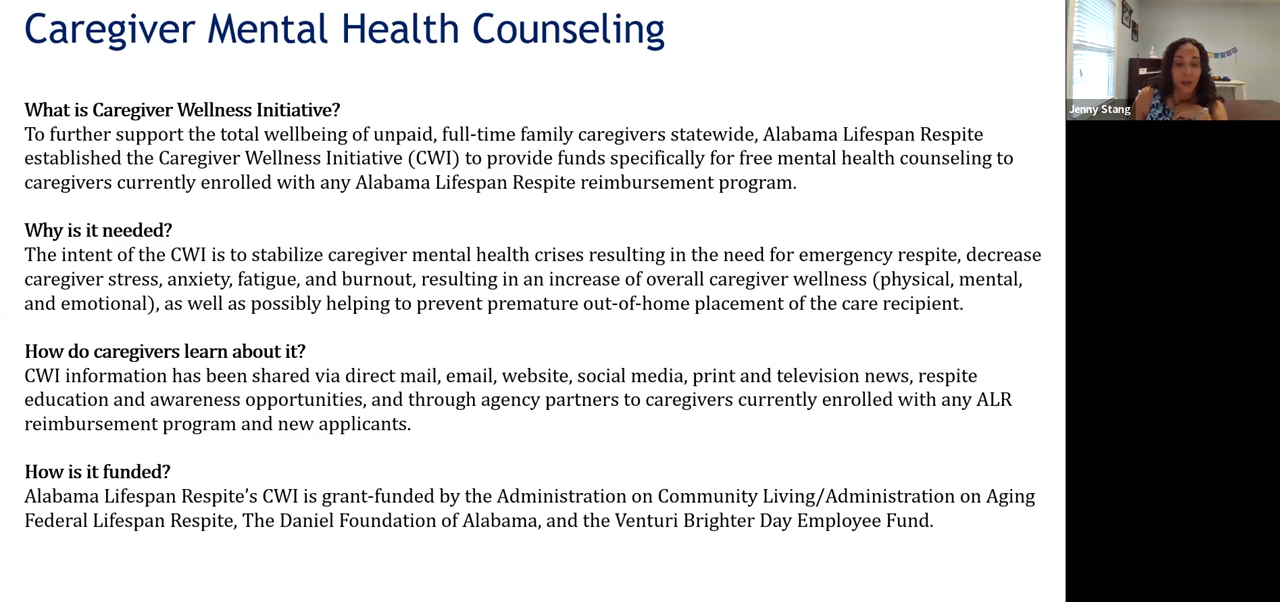 Caregiver Mental Health Counseling
What is Caregiver Wellness Initiative?
To further support the total wellbeing of unpaid, full-time family caregivers statewide, Alabama Lifespan Respite
established the Caregiver Wellness Initiative (CWI) to provide funds specifically for free mental health counseling to
caregivers currently enrolled with any Alabama Lifespan Respite reimbursement program.
Why is it needed?
The intent of the CWI is to stabilize caregiver mental health crises resulting in the need for emergency respite, decrease
caregiver stress, anxiety, fatigue, and burnout, resulting in an increase of overall caregiver wellness (physical, mental,
and emotional), as well as possibly helping to prevent premature out-of-home placement of the care recipient.
How do caregivers learn about it?
CWI information has been shared via direct mail, email, website, social media, print and television news, respite
education and awareness opportunities, and through agency partners to caregivers currently enrolled with any ALR
reimbursement program and new applicants.
How is it funded?
Alabama Lifespan Respite’s CWI is grant-funded by the Administration on Community Living/Administration on Aging
Federal Lifespan Respite, The Daniel Foundation of Alabama, and the Venturi Brighter Day Employee Fund.
Jenny Stang